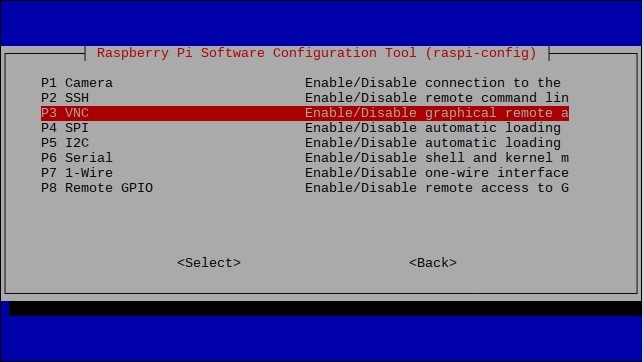 Raspberry Pi Software Configuration Tool (raspi-config)
P1 Camera Enable/Disable connection to the
P2 SSH Enable/Disable remote command lin
P3 VNC Enable/Disable graphical remote a
P4 SPI Enable/Disable automatic loading
P5 I2C Enable/Disable automatic loading
P6 Serial Enable/Disable shell and kernel m
P7 1-Wire Enable/Disable one-wire interface
P8 Remote GPIO Enable/Disable remote access to G
<Select> <Back>